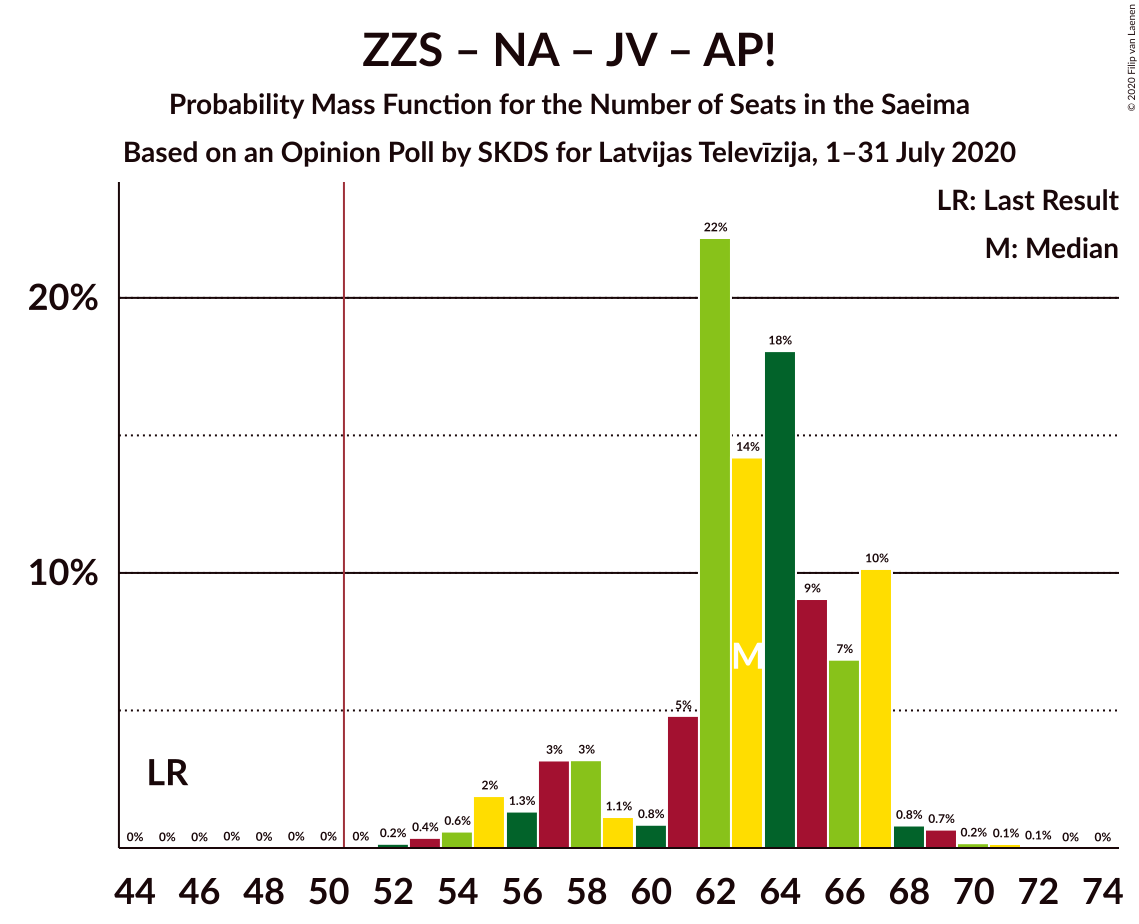 ZZS – NA – JV – AP!
Probability Mass Function for the Number of Seats in the Saeima
Based on an Opinion Poll by SKDS for Latvijas Televīzija, 1–31 July 2020
© 2020 Filip van Laenen
LR: Last Result
M: Median
20%
10%
LR
M
0% 0% 0% 0% 0% 0% 0% 0% 0.2% 0.4% 0.6% 2% 1.3% 3% 3% 1.1% 0.8% 5% 22% 14% 18% 9% 7% 10% 0.8% 0.7% 0.2% 0.1% 0.1% 0% 0%
44 46 48 50 52 54 56 58 60 62 64 66 68 70 72 74